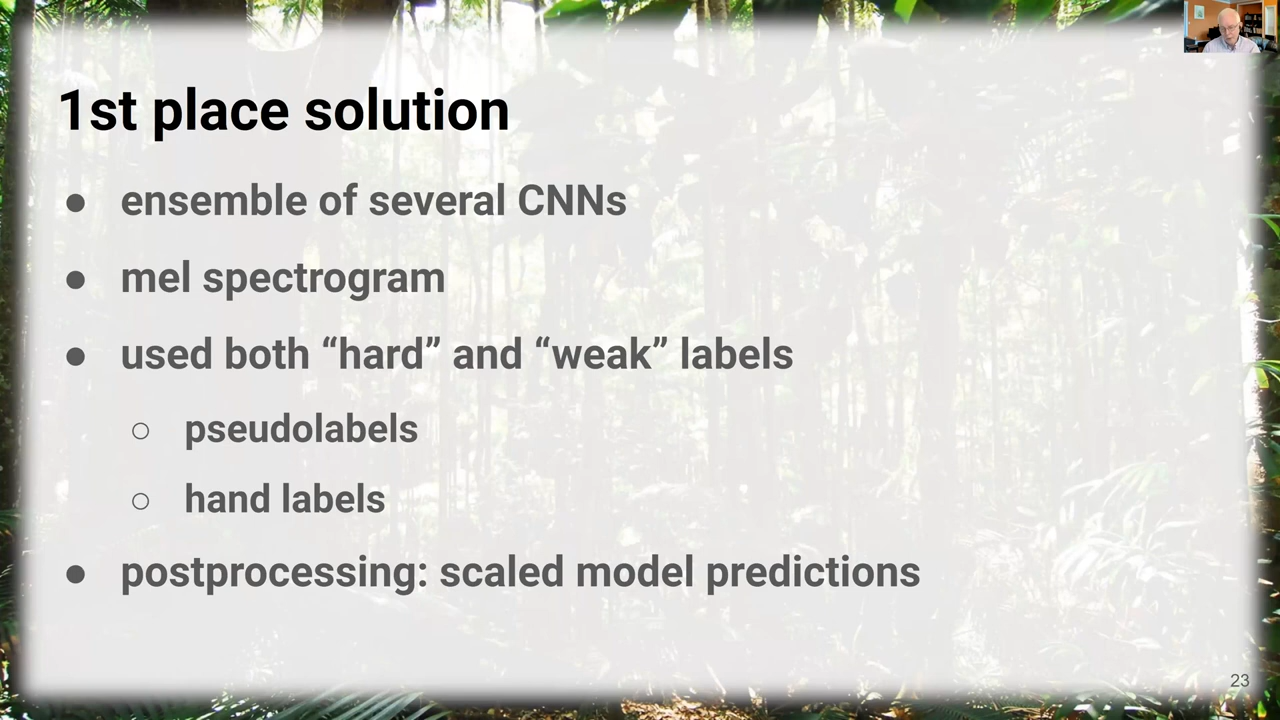 1st place solution
● ensemble of several CNNs
● mel spectrogram
● used both “hard” and “weak” labels
○ pseudolabels
○ hand labels
● postprocessing: scaled model predictions
23